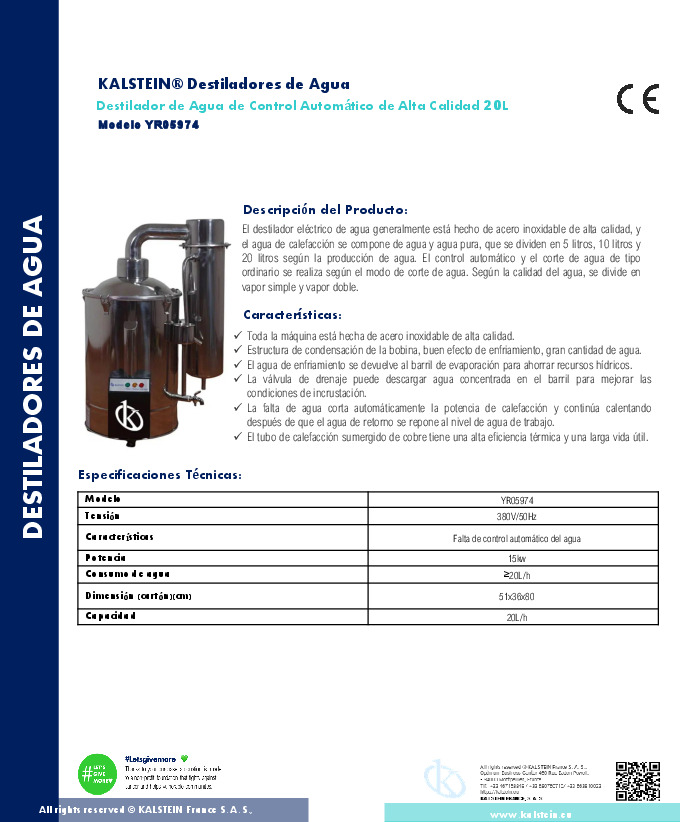 KALSTEIN® Destiladores de Agua
Destilador de Agua de Control Automático de Alta Calidad 20L
Modelo YR05974
CE
DESTILADORES DE AGUA
Descripción del Producto:
El destilador eléctrico de agua generalmente está hecho de acero inoxidable de alta calidad, y
el agua de calefacción se compone de agua y agua pura, que se dividen en 5 litros, 10 litros y
20 litros según la producción de agua. El control automático y el corte de agua de tipo
ordinario se realiza según el modo de corte de agua. Según la calidad del agua, se divide en
vapor simple y vapor doble.
Características:
✓ Toda la máquina está hecha de acero inoxidable de alta calidad.
✓ Estructura de condensación de la bobina, buen efecto de enfriamiento, gran cantidad de agua.
✓ El agua de enfriamiento se devuelve al barril de evaporación para ahorrar recursos hídricos.
✓ La válvula de drenaje puede descargar agua concentrada en el barril para mejorar las
condiciones de incrustación.
✓ La falta de agua corta automáticamente la potencia de calefacción y continúa calentando
después de que el agua de retorno se repone al nivel de agua de trabajo.
✓ El tubo de calefacción sumergido de cobre tiene una alta eficiencia térmica y una larga vida útil.
Especificaciones Técnicas:
Modelo YR05974
Tensión 380V/50Hz
Características Falta de control automático del agua
Potencia 15kw
Consumo de agua ≥20L/h
Dimensión (cartón)(cm) 51x36x80
Capacidad 20L/h
# LET'S GIVE MORE
#Letsgivemore
All rights reserved © KALSTEIN France S. A. S.,
KALSTEIN FRANCE, S. A. S
All rights reserved © KALSTEIN France S. A. S.,